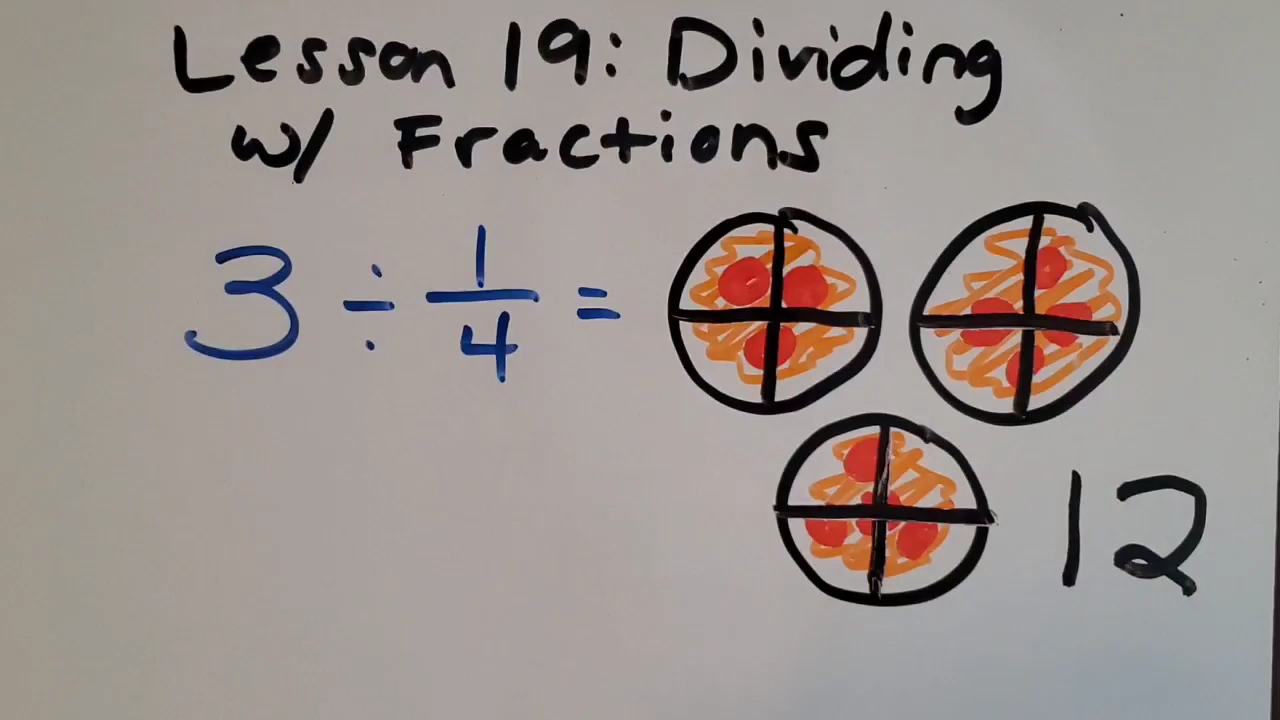 Lesson 19: Dividing
w/ Fractions
3 ÷ 1/4 =
12